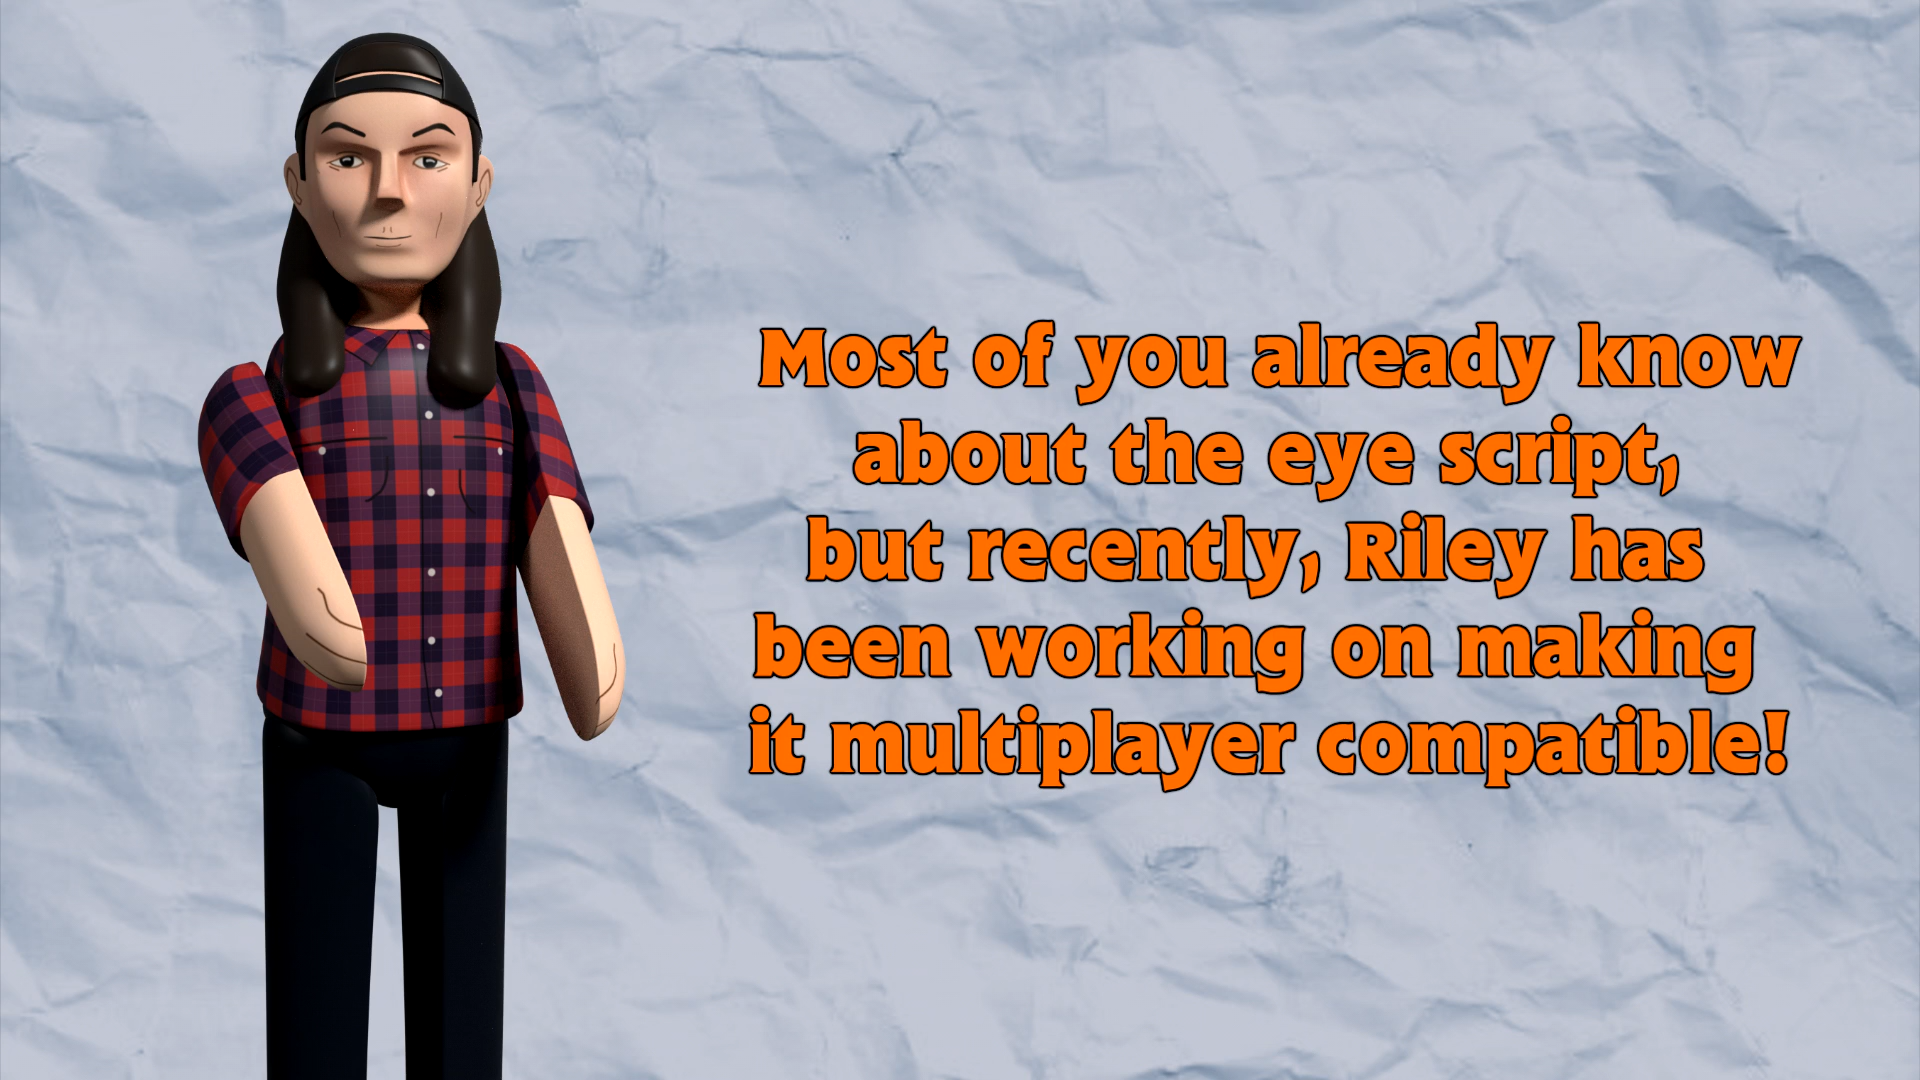 Most of you already know
about the eye script,
but recently, Riley has
been working on making
it multiplayer compatible!